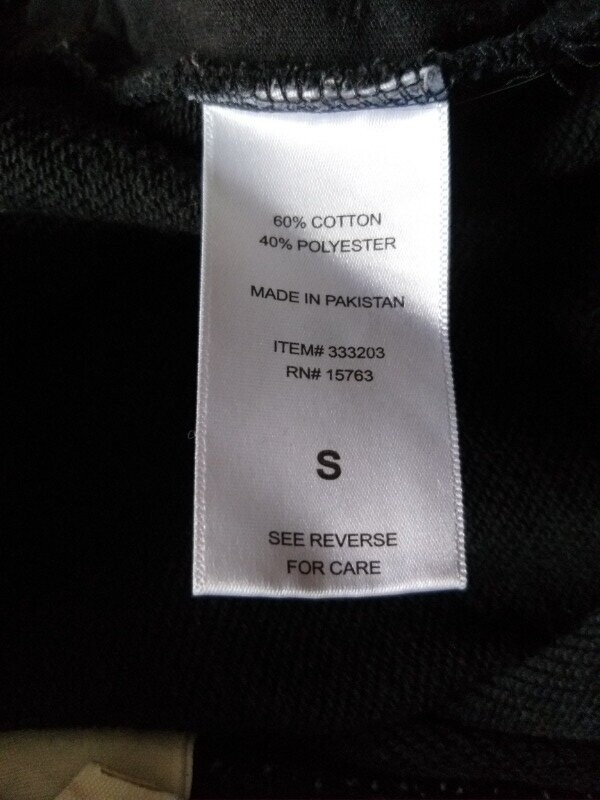 60% COTTON
40% POLYESTER
MADE IN PAKISTAN
ITEM# 333203
RN# 15763
S
SEE REVERSE
FOR CARE